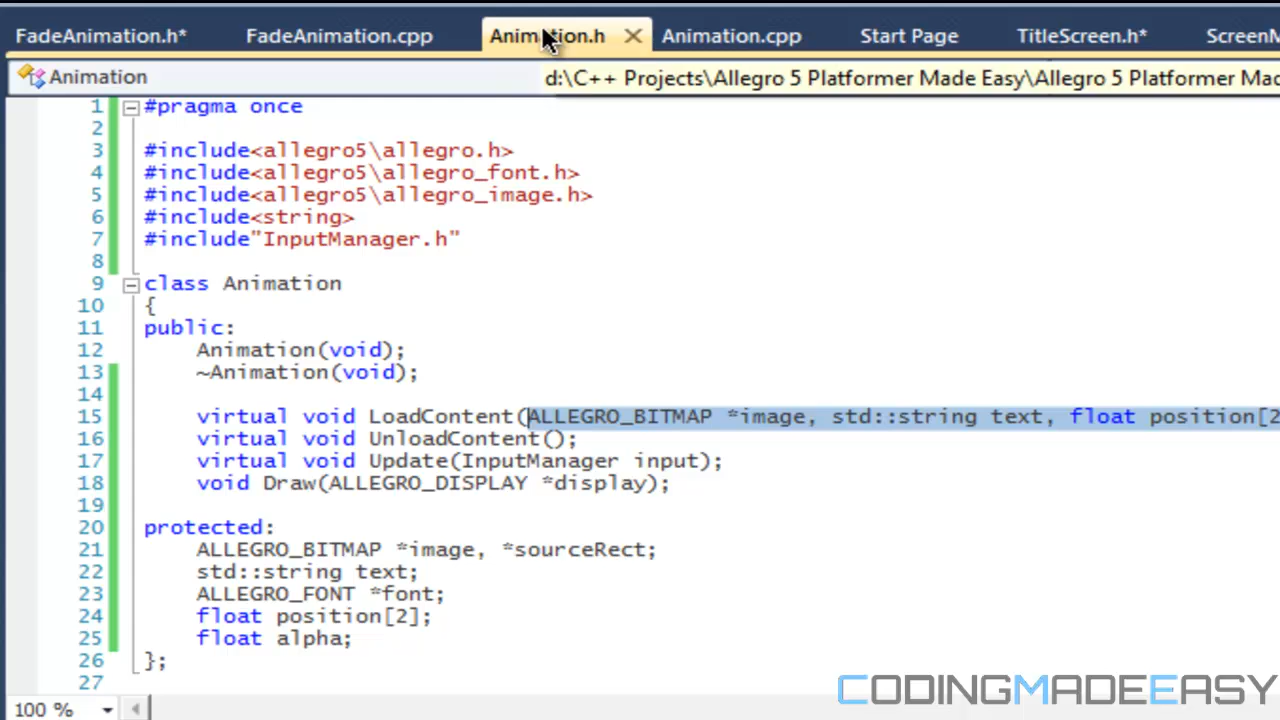 FadeAnimation.h* FadeAnimation.cpp Animation.h Animation.cpp Start Page TitleScreen.h* ScreenM
Animation d:\C++ Projects\Allegro 5 Platformer Made Easy\Allegro 5 Platformer Mad
1 #pragma once
2
3 #include<allegro5\allegro.h>
4 #include<allegro5\allegro_font.h>
5 #include<allegro5\allegro_image.h>
6 #include<string>
7 #include"InputManager.h"
8
9 class Animation
10 {
11 public:
12 Animation(void);
13 ~Animation(void);
14
15 virtual void LoadContent(ALLEGRO_BITMAP *image, std::string text, float position[2
16 virtual void UnloadContent();
17 virtual void Update(InputManager input);
18 void Draw(ALLEGRO_DISPLAY *display);
19
20 protected:
21 ALLEGRO_BITMAP *image, *sourceRect;
22 std::string text;
23 ALLEGRO_FONT *font;
24 float position[2];
25 float alpha;
26 };
27
CODINGMADEEASY
100 %